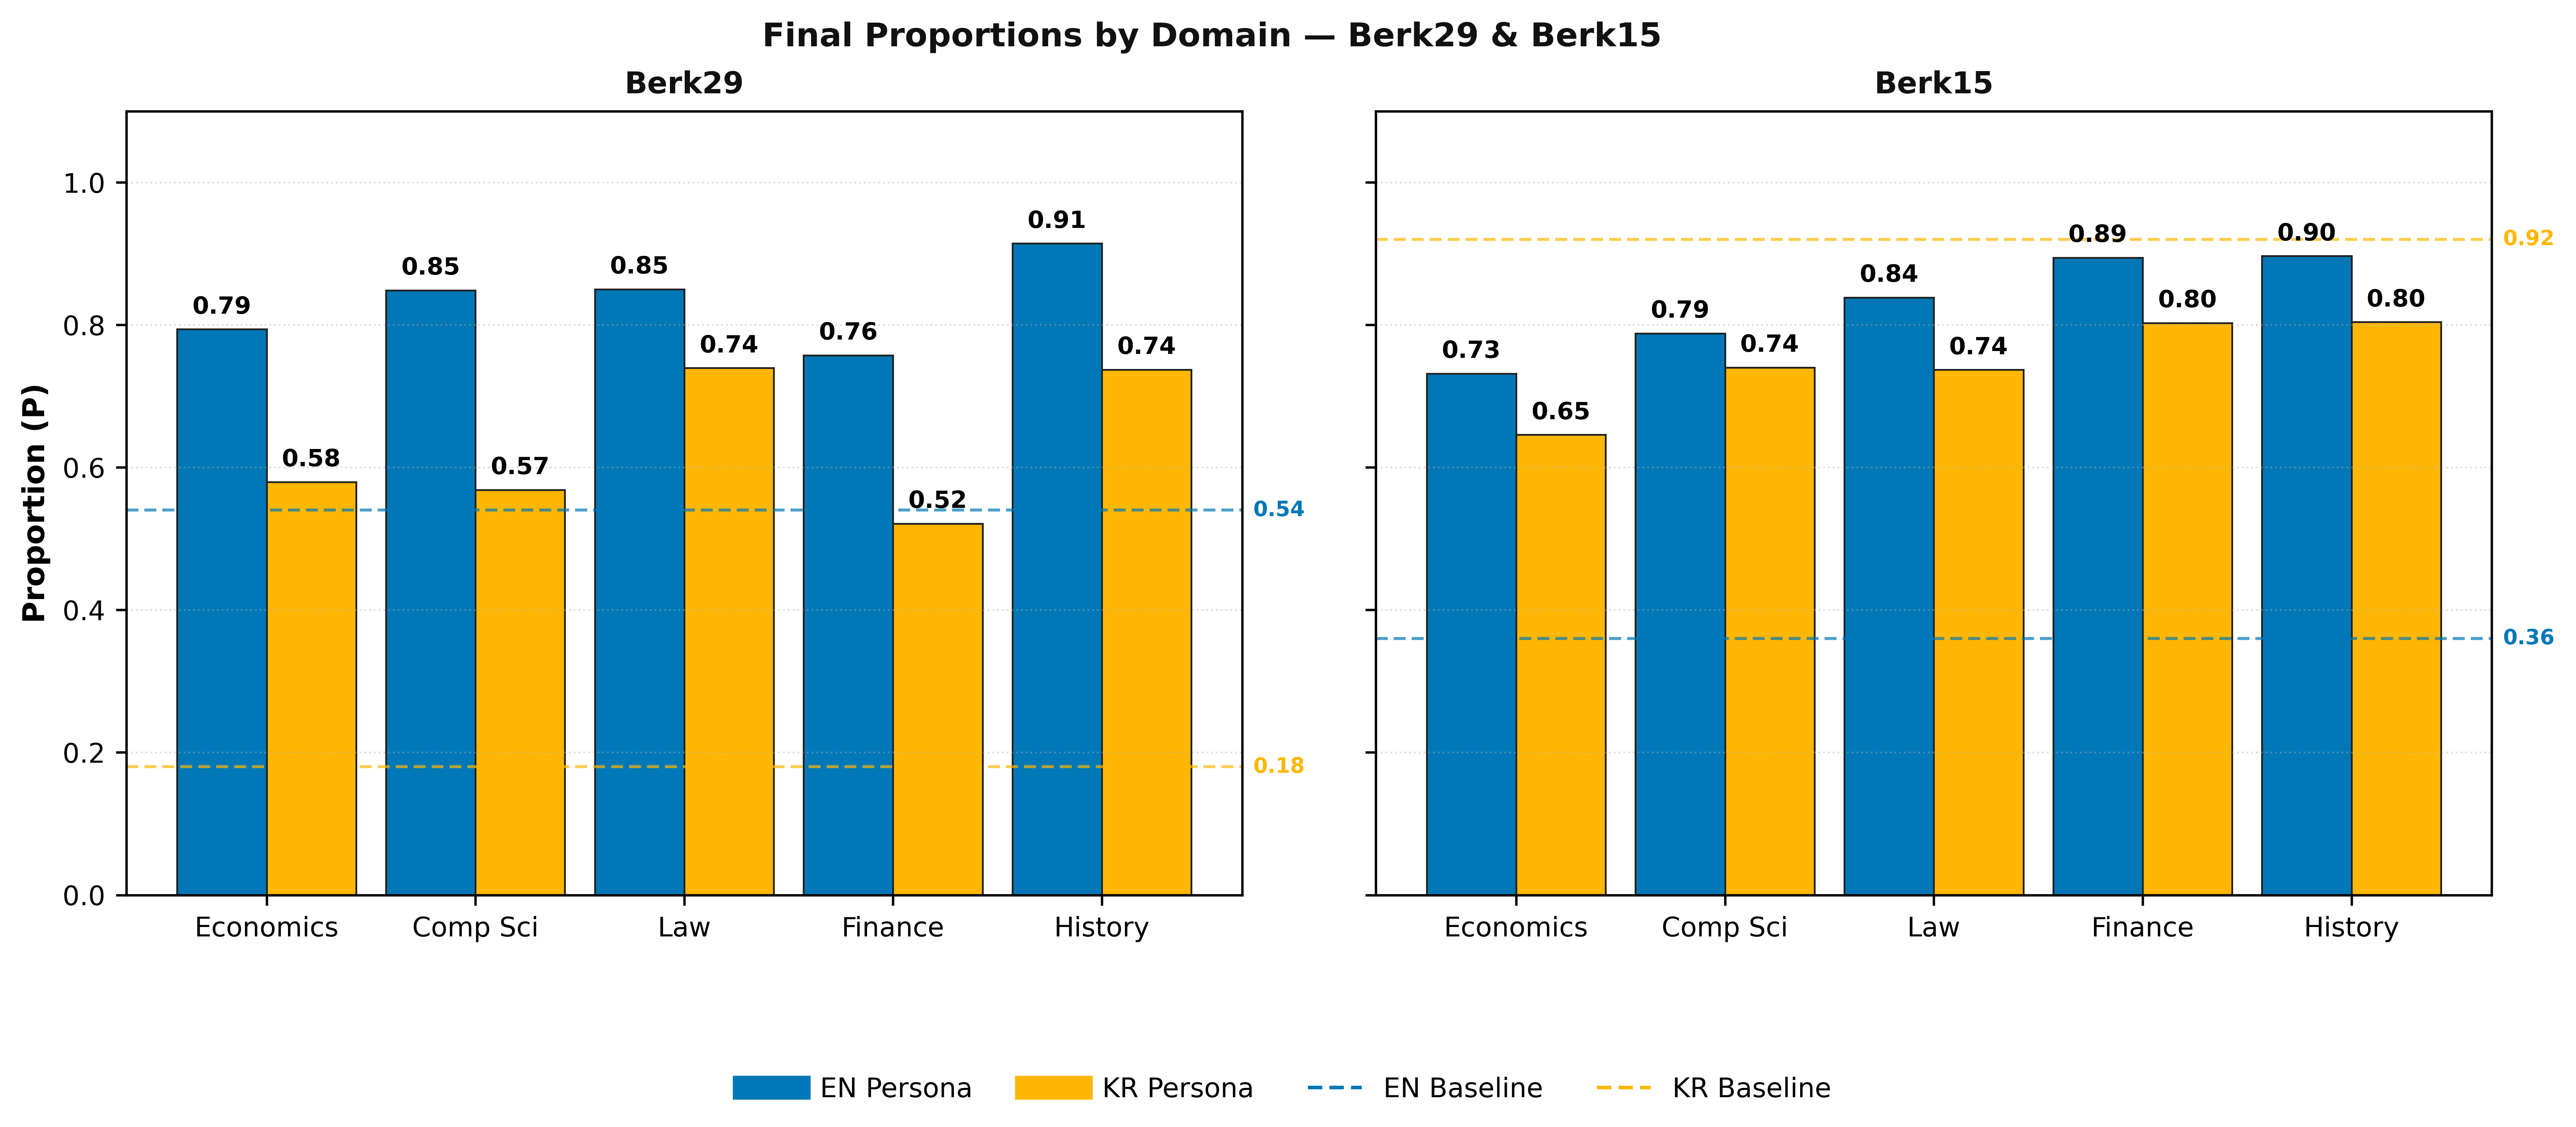 Final Proportions by Domain — Berk29 & Berk15
Berk29
Proportion (P)
1.0
0.8
0.6
0.4
0.2
0.0
0.79
0.58
0.85
0.57
0.85
0.74
0.76
0.52
0.91
0.74
0.54
0.18
Economics
Comp Sci
Law
Finance
History
Berk15
0.73
0.65
0.79
0.74
0.84
0.74
0.89
0.80
0.90
0.80
0.92
0.36
Economics
Comp Sci
Law
Finance
History
EN Persona
KR Persona
EN Baseline
KR Baseline